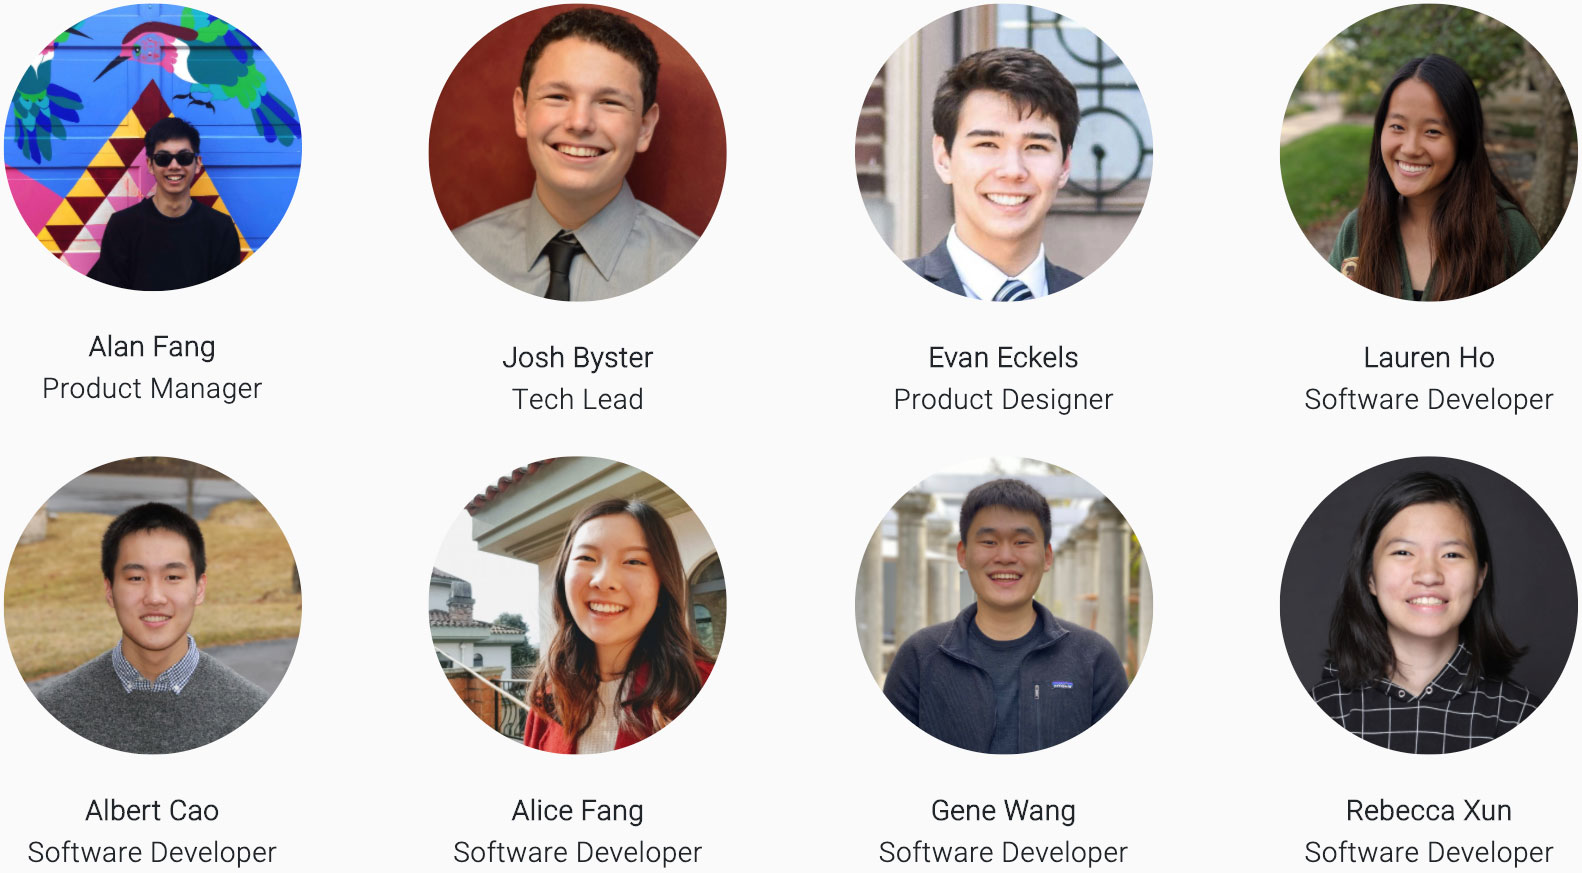 Alan Fang
Product Manager
Josh Byster
Tech Lead
Evan Eckels
Product Designer
Lauren Ho
Software Developer
Albert Cao
Software Developer
Alice Fang
Software Developer
Gene Wang
Software Developer
Rebecca Xun
Software Developer